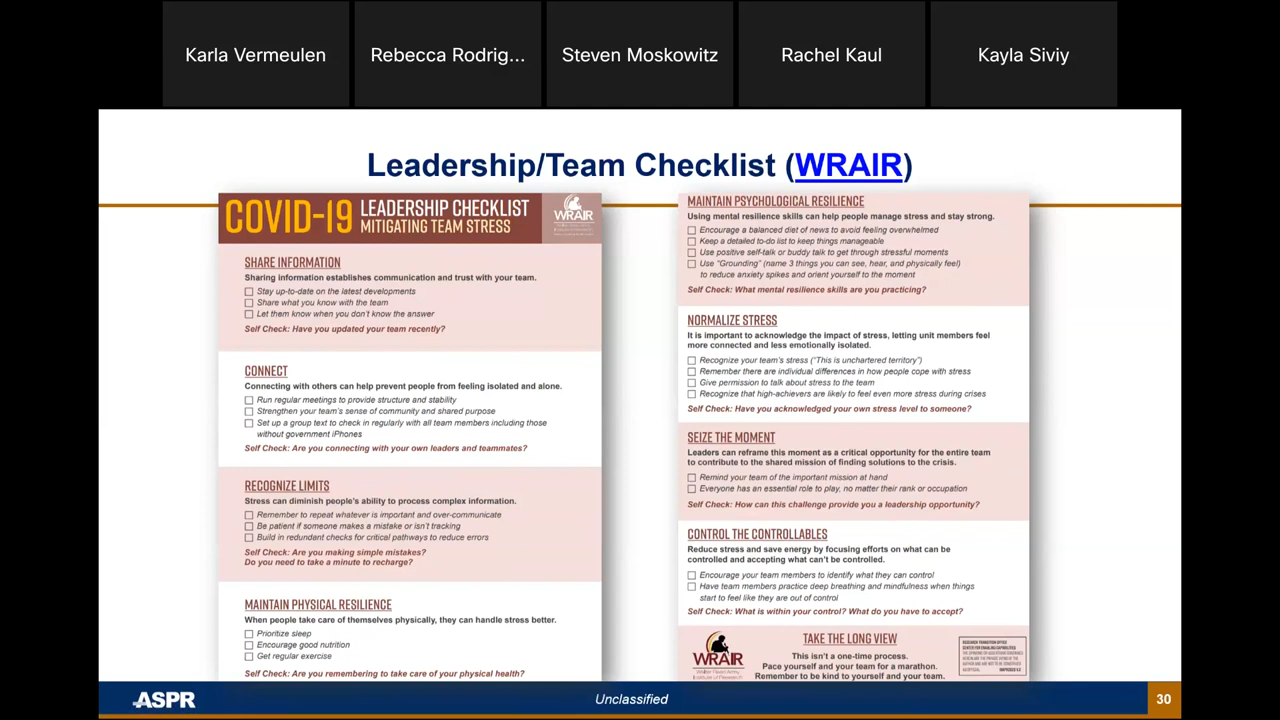 Karla Vermeulen
Rebecca Rodrig...
Steven Moskowitz
Rachel Kaul
Kayla Siviy
Leadership/Team Checklist (WRAIR)
COVID-19
LEADERSHIP CHECKLIST
MITIGATING TEAM STRESS
WRAIR
SHARE INFORMATION
Sharing information establishes communication and trust with your team.
Stay up-to-date on the latest developments
Share what you know with the team
Let them know when you don't know the answer
Self Check: Have you updated your team recently?
CONNECT
Connecting with others can help prevent people from feeling isolated and alone.
Run regular meetings to provide structure and stability
Strengthen your team's sense of community and shared purpose
Set up a group text to check in regularly with all team members including those
without government iPhones
Self Check: Are you connecting with your own leaders and teammates?
RECOGNIZE LIMITS
Stress can diminish people's ability to process complex information.
Remember to repeat whatever is important and over-communicate
Be patient if someone makes a mistake or isn't tracking
Build in redundant checks for critical pathways to reduce errors
Self Check: Are you making simple mistakes?
Do you need to take a minute to recharge?
MAINTAIN PHYSICAL RESILIENCE
When people take care of themselves physically, they can handle stress better.
Prioritize sleep
Encourage good nutrition
Get regular exercise
Self Check: Are you remembering to take care of your physical health?
MAINTAIN PSYCHOLOGICAL RESILIENCE
Using mental resilience skills can help people manage stress and stay strong.
Encourage a balanced diet of news to avoid feeling overwhelmed
Keep a detailed to-do list to keep things manageable
Use positive self-talk or buddy talk to get through stressful moments
Use "Grounding" (name 3 things you can see, hear, and physically feel)
to reduce anxiety spikes and orient yourself to the moment
Self Check: What mental resilience skills are you practicing?
NORMALIZE STRESS
It is important to acknowledge the impact of stress, letting unit members feel
more connected and less emotionally isolated.
Recognize your team's stress ("This is unchartered territory")
Remember there are individual differences in how people cope with stress
Give permission to talk about stress to the team
Recognize that high-achievers are likely to feel even more stress during crises
Self Check: Have you acknowledged your own stress level to someone?
SEIZE THE MOMENT
Leaders can reframe this moment as a critical opportunity for the entire team
to contribute to the shared mission of finding solutions to the crisis.
Remind your team of the important mission at hand
Everyone has an essential role to play, no matter their rank or occupation
Self Check: How can this challenge provide you a leadership opportunity?
CONTROL THE CONTROLLABLES
Reduce stress and save energy by focusing efforts on what can be
controlled and accepting what can't be controlled.
Encourage your team members to identify what they can control
Have team members practice deep breathing and mindfulness when things
start to feel like they are out of control
Self Check: What is within your control? What do you have to accept?
WRAIR
Walter Reed Army
Institute of Research
TAKE THE LONG VIEW
This isn't a one-time process.
Pace yourself and your team for a marathon.
Remember to be kind to yourself and your team.
RESEARCH TRANSITION OFFICE
ASPR
Unclassified
30